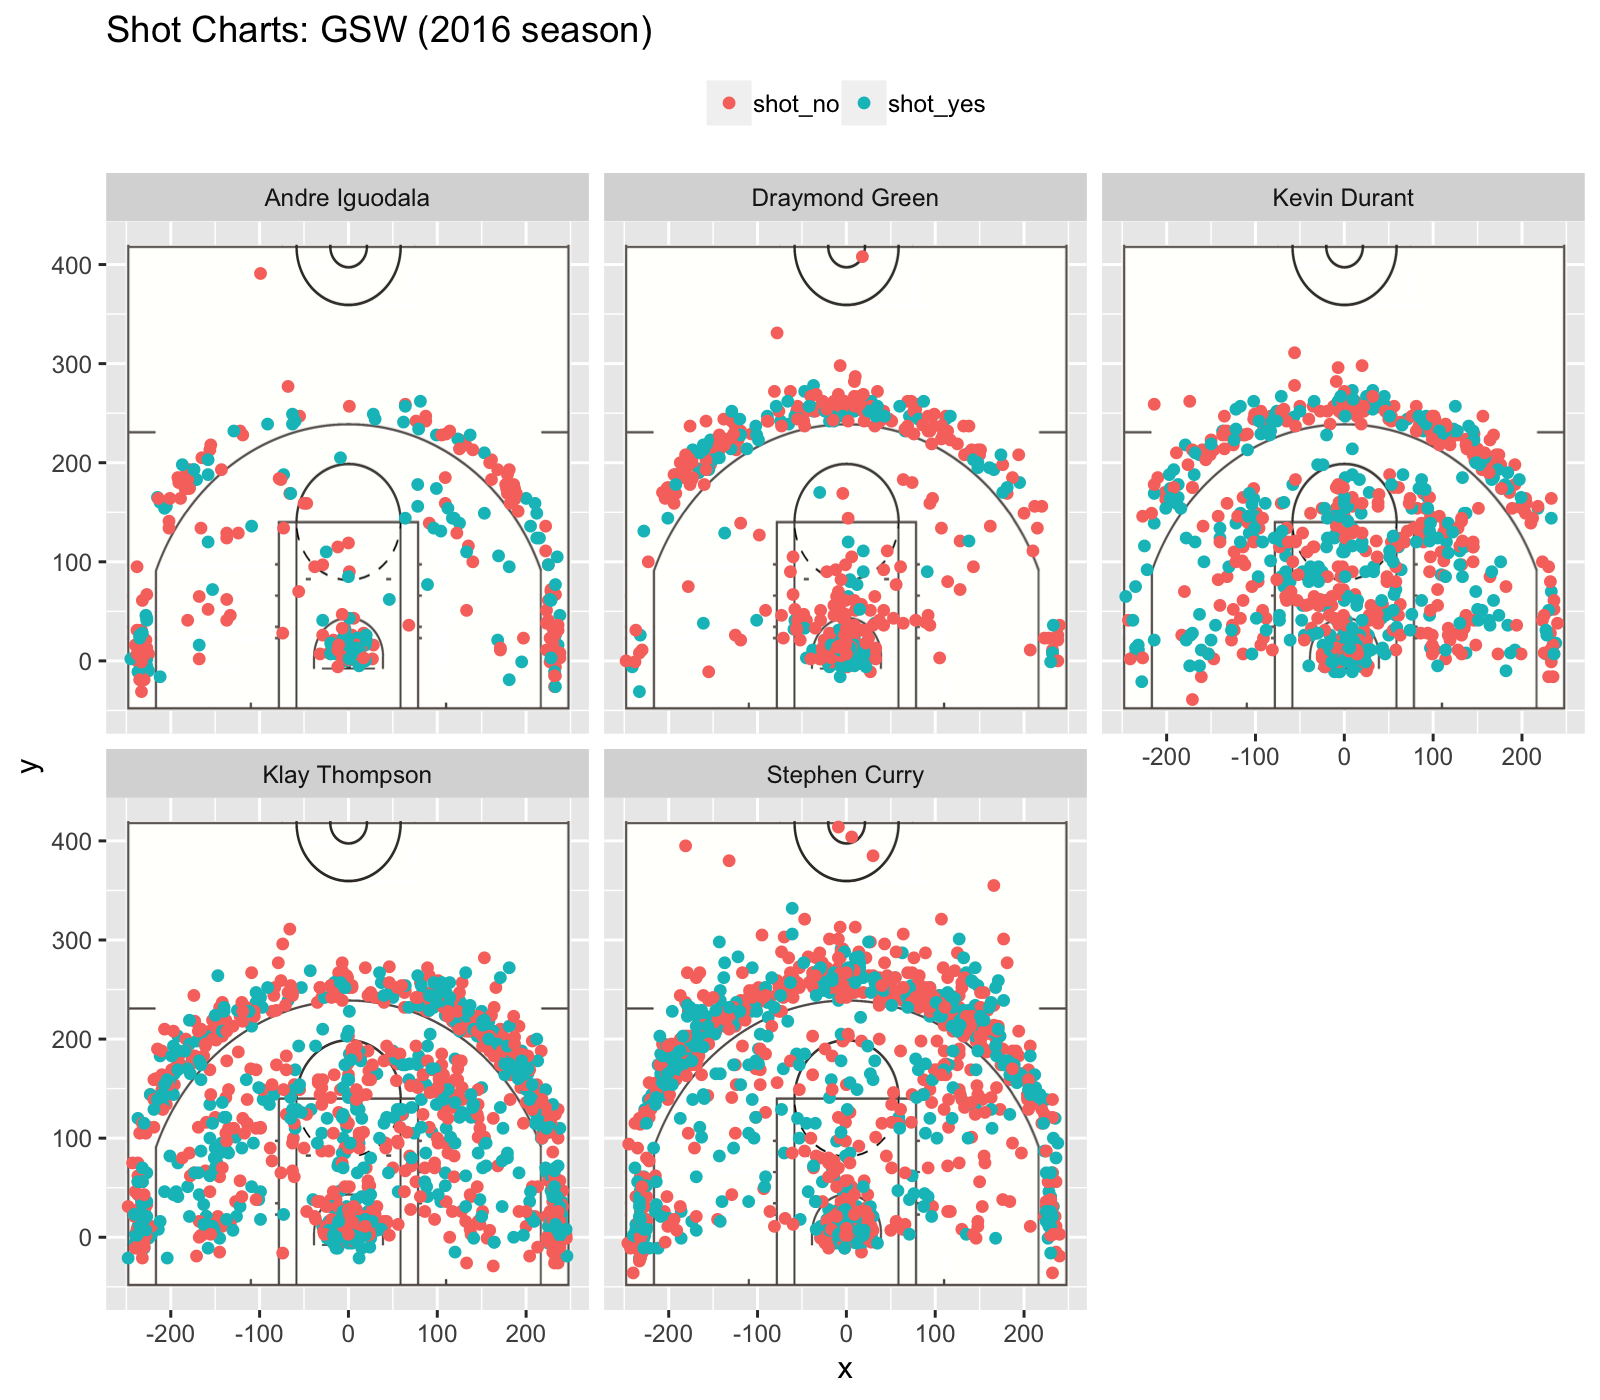 Shot Charts: GSW (2016 season)
shot_no shot_yes
Andre Iguodala Draymond Green Kevin Durant
400
300
200
100
0
-200 -100 0 100 200
y
Klay Thompson Stephen Curry
400
300
200
100
0
-200 -100 0 100 200 -200 -100 0 100 200
x